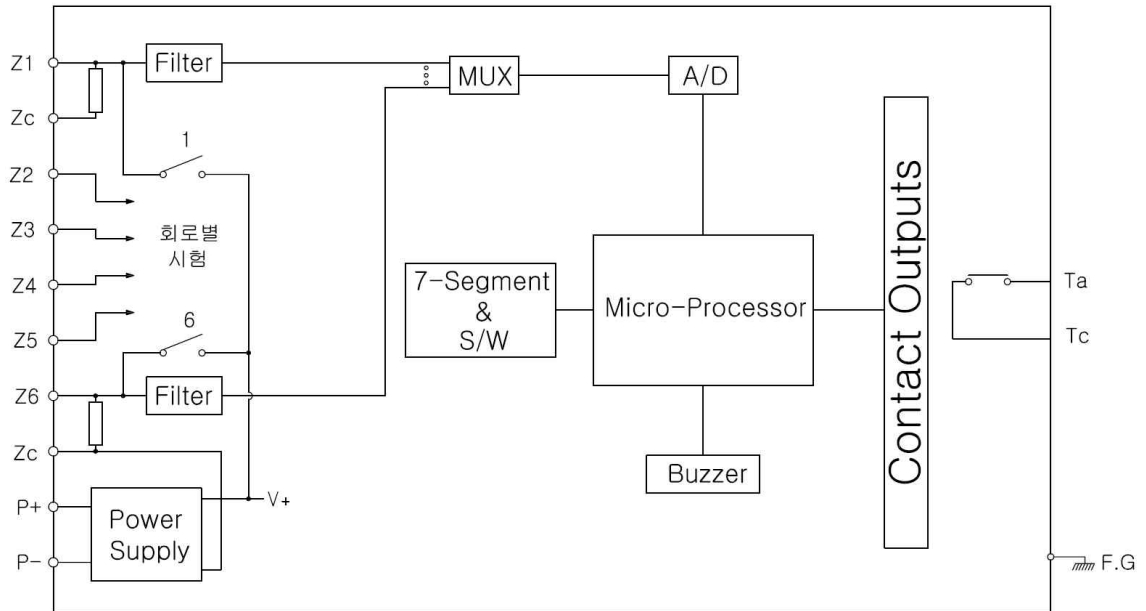 Z1
Filter
MUX
A/D
Zc
1
Z2
Z3
회로별
시험
Z4
Z5
6
Z6
Filter
Zc
P+
P-
Power
Supply
V+
7-Segment
&
S/W
Micro-Processor
Buzzer
Contact Outputs
Ta
Tc
F.G